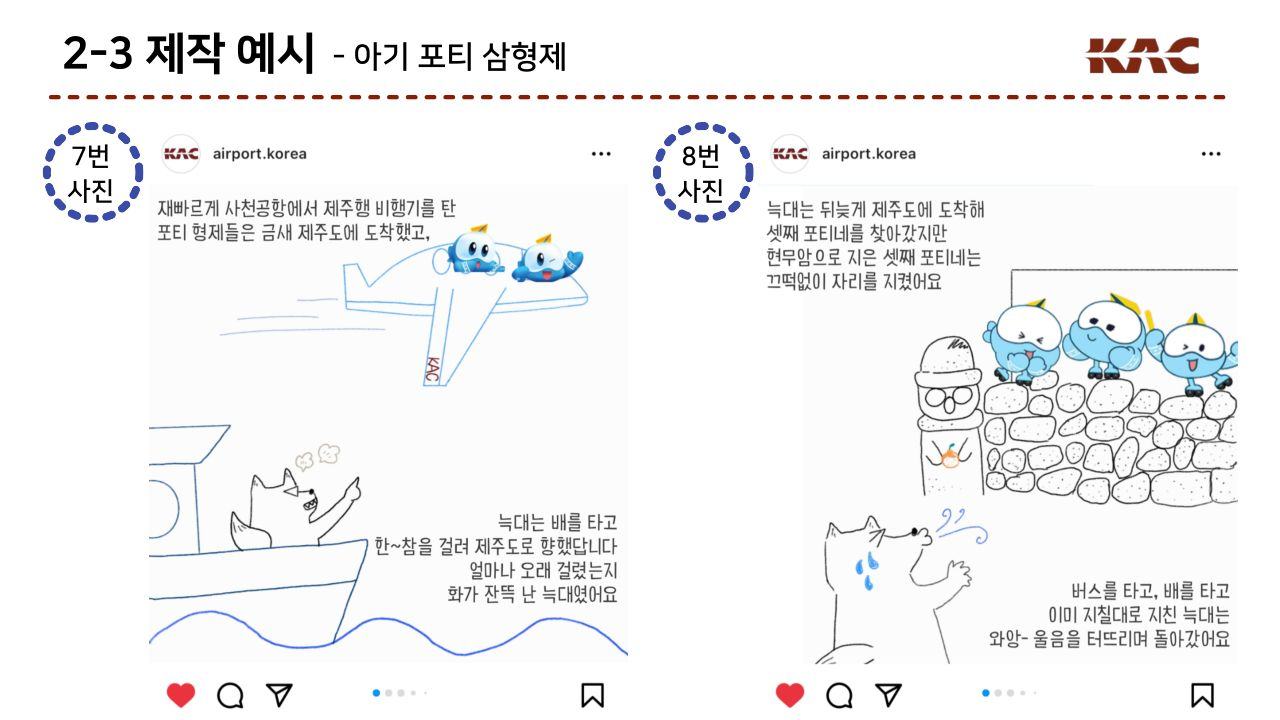 2-3 제작 예시 - 아기 포티 삼형제
KAC
7번
사진
KAC airport.korea
재빠르게 사천공항에서 제주행 비행기를 탄
포티 형제들은 금새 제주도에 도착했고,
KAC
늑대는 배를 타고
한~참을 걸려 제주도로 향했답니다
얼마나 오래 걸렸는지
화가 잔뜩 난 늑대였어요
8번
사진
KAC airport.korea
늑대는 뒤늦게 제주도에 도착해
셋째 포티네를 찾아갔지만
현무암으로 지은 셋째 포티네는
끄떡없이 자리를 지켰어요
버스를 타고, 배를 타고
이미 지칠대로 지친 늑대는
와앙- 울음을 터뜨리며 돌아갔어요